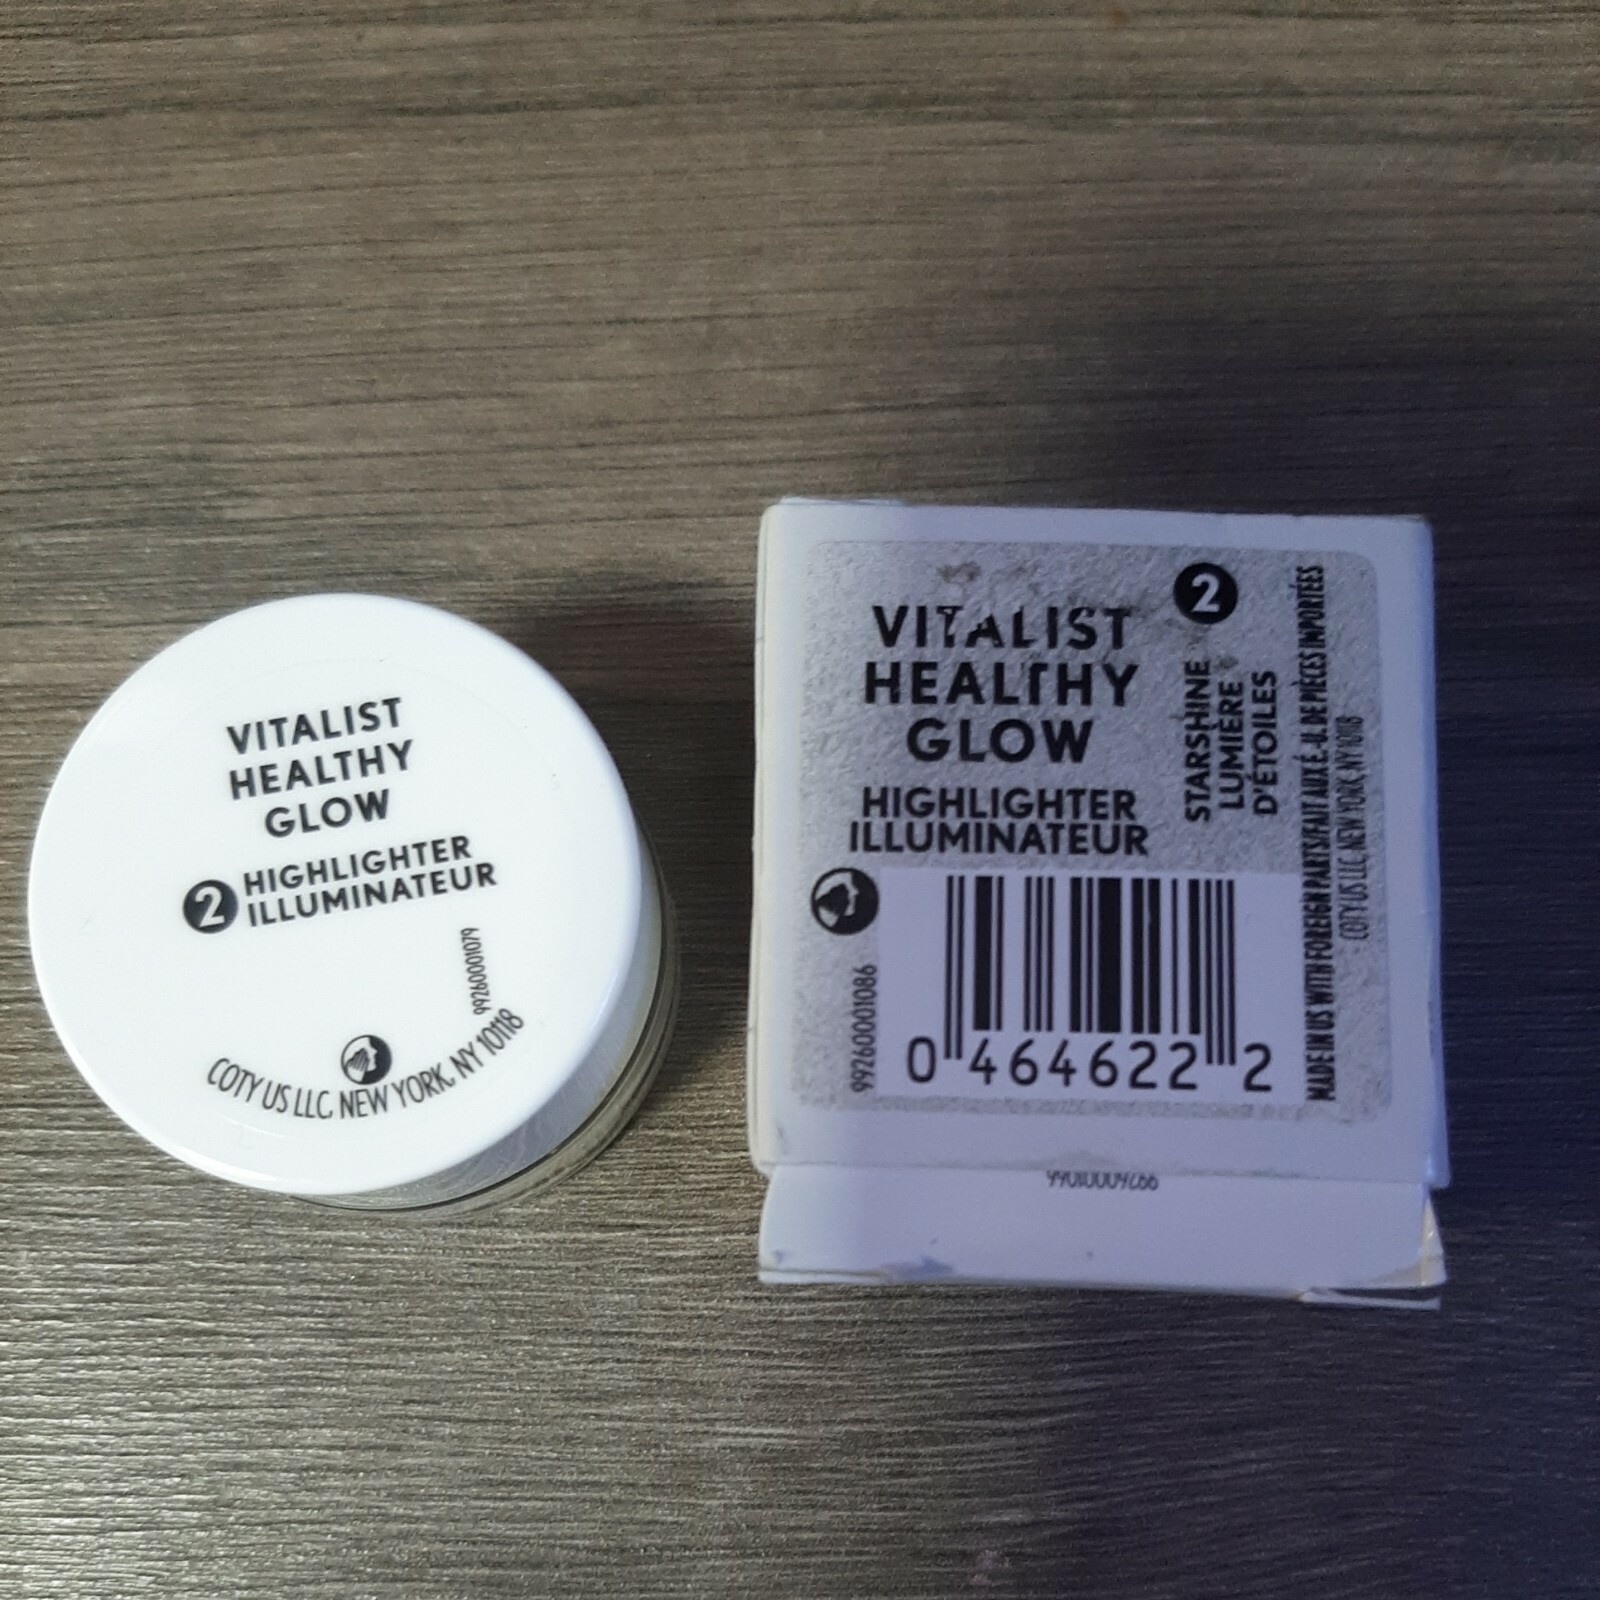 VITALIST
HEALTHY
GLOW
2 HIGHLIGHTER
ILLUMINATEUR
99260001079
COTY US LLC, NEW YORK, NY 10118
VITALIST
HEALTHY
GLOW
HIGHLIGHTER
ILLUMINATEUR
2
STARSHINE
LUMIÈRE
D'ÉTOILES
MADE IN US WITH FOREIGN PARTS/FAIT AUX É.-U. DE PIÈCES IMPORTÉES
COTY US LLC, NEW YORK, NY 10118
99260001086
0 464622 2